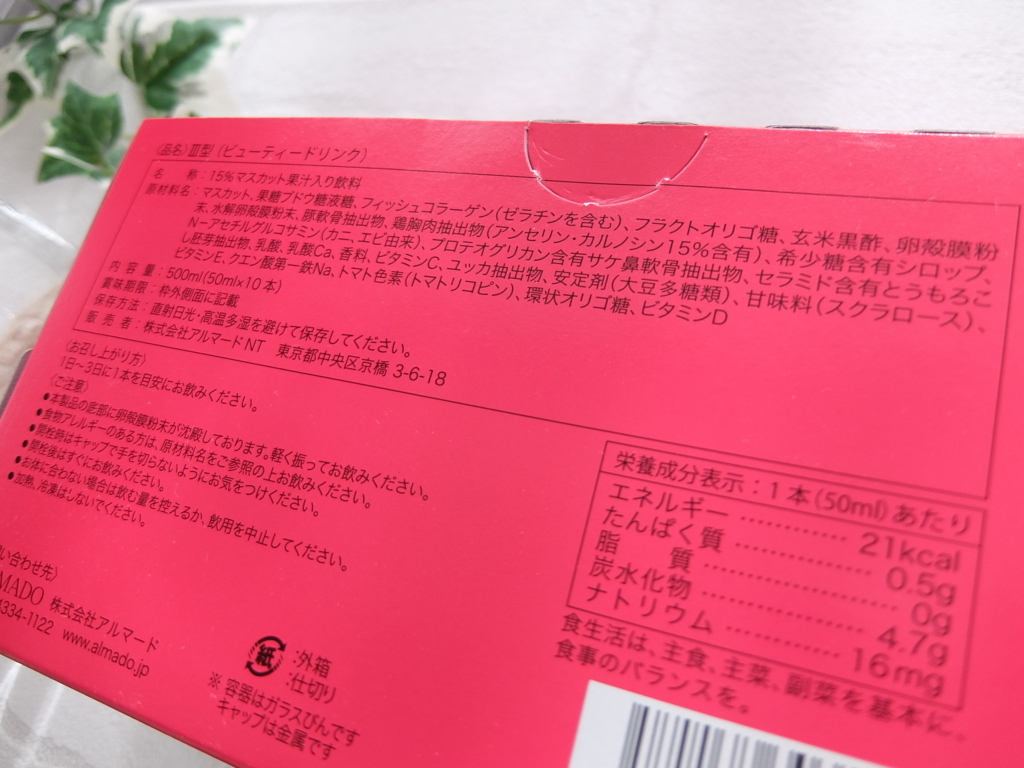 〈品名〉Ⅲ型（ビューティードリンク）
名　　称：15％マスカット果汁入り飲料
原材料名：マスカット、果糖ブドウ糖液糖、フィッシュコラーゲン（ゼラチンを含む）、フラクトオリゴ糖、玄米黒酢、卵殻膜粉
末、水解卵殻膜粉末、豚軟骨抽出物、鶏胸肉抽出物（アンセリン・カルノシン15％含有）、希少糖含有シロップ、
N－アセチルグルコサミン（カニ、エビ由来）、プロテオグリカン含有サケ鼻軟骨抽出物、セラミド含有とうもろこ
し胚芽抽出物、乳酸、乳酸Ca、香料、ビタミンC、ユッカ抽出物、安定剤（大豆多糖類）、甘味料（スクラロース）、
ビタミンE、クエン酸第一鉄Na、トマト色素（トマトリコピン）、環状オリゴ糖、ビタミンD
内 容 量：500ml（50ml×10本）
賞味期限：枠外側面に記載
保存方法：直射日光・高温多湿を避けて保存してください。
販 売 者：株式会社アルマードNT　東京都中央区京橋 3-6-18
〈お召し上がり方〉
1日〜3日に1本を目安にお飲みください。
〈ご注意〉
●本製品の底部に卵殻膜粉末が沈殿しております。軽く振ってお飲みください。
●食物アレルギーのある方は、原材料名をご参照の上お飲みください。
●開栓時はキャップで手を切らないようにお気をつけください。
●開栓後はすぐにお飲みください。
●お体に合わない場合は飲む量を控えるか、飲用を中止してください。
●加熱、冷凍はしないでください。
い合わせ先〉
MADO 株式会社アルマード
4334-1122 www.almado.jp
紙 ：外箱
：仕切り
※容器はガラスびんです
キャップは金属です
栄養成分表示：1本（50ml）あたり
エネルギー ………… 21kcal
たんぱく質 ………… 0.5g
脂　　質 ………… 0g
炭水化物 ………… 4.7g
ナトリウム ………… 16mg
食生活は、主食、主菜、副菜を基本に、
食事のバランスを。